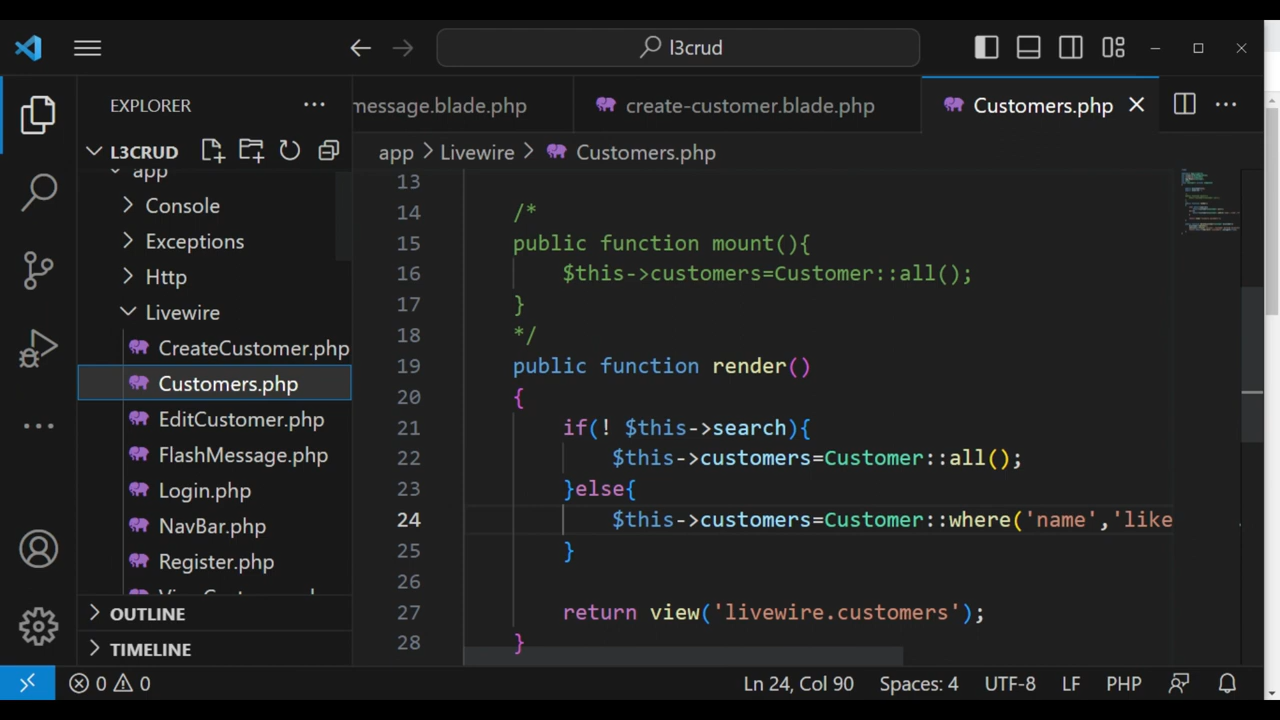 l3crud
EXPLORER
message.blade.php
create-customer.blade.php
Customers.php
L3CRUD
app
Livewire
Customers.php
app
Console
Exceptions
Http
Livewire
CreateCustomer.php
Customers.php
EditCustomer.php
FlashMessage.php
Login.php
NavBar.php
Register.php
OUTLINE
TIMELINE
13
14 /*
15 public function mount(){
16 $this->customers=Customer::all();
17 }
18 */
19 public function render()
20 {
21 if(! $this->search){
22 $this->customers=Customer::all();
23 }else{
24 $this->customers=Customer::where('name','like
25 }
26
27 return view('livewire.customers');
28 }
0 0
Ln 24, Col 90
Spaces: 4
UTF-8
LF
PHP